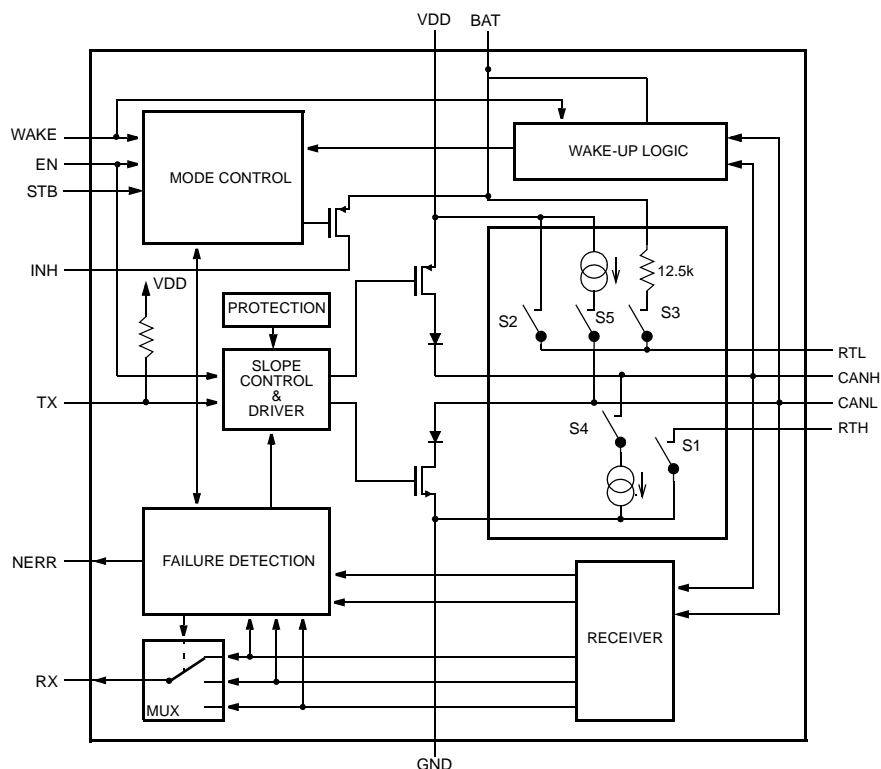 VDD BAT
WAKE
EN
STB
MODE CONTROL
WAKE-UP LOGIC
INH
VDD
12.5k
PROTECTION
S2
S5
S3
RTL
SLOPE
CONTROL
&
DRIVER
CANH
TX
CANL
S4
S1
RTH
NERR
FAILURE DETECTION
RECEIVER
RX
MUX
GND